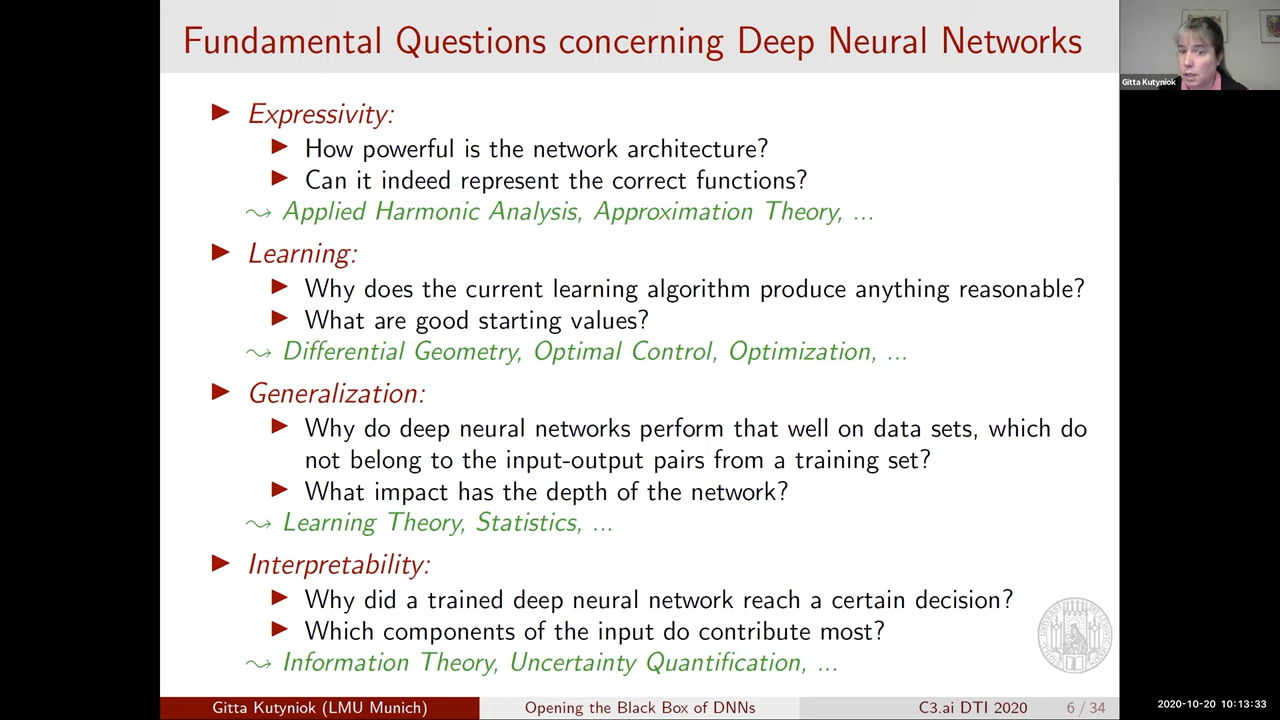 Fundamental Questions concerning Deep Neural Networks
Gitta Kutyniok
Expressivity:
How powerful is the network architecture?
Can it indeed represent the correct functions?
⇝ Applied Harmonic Analysis, Approximation Theory, ...
Learning:
Why does the current learning algorithm produce anything reasonable?
What are good starting values?
⇝ Differential Geometry, Optimal Control, Optimization, ...
Generalization:
Why do deep neural networks perform that well on data sets, which do
not belong to the input-output pairs from a training set?
What impact has the depth of the network?
⇝ Learning Theory, Statistics, ...
Interpretability:
Why did a trained deep neural network reach a certain decision?
Which components of the input do contribute most?
⇝ Information Theory, Uncertainty Quantification, ...
Gitta Kutyniok (LMU Munich)
Opening the Black Box of DNNs
C3.ai DTI 2020
6 / 34
2020-10-20 10:13:33